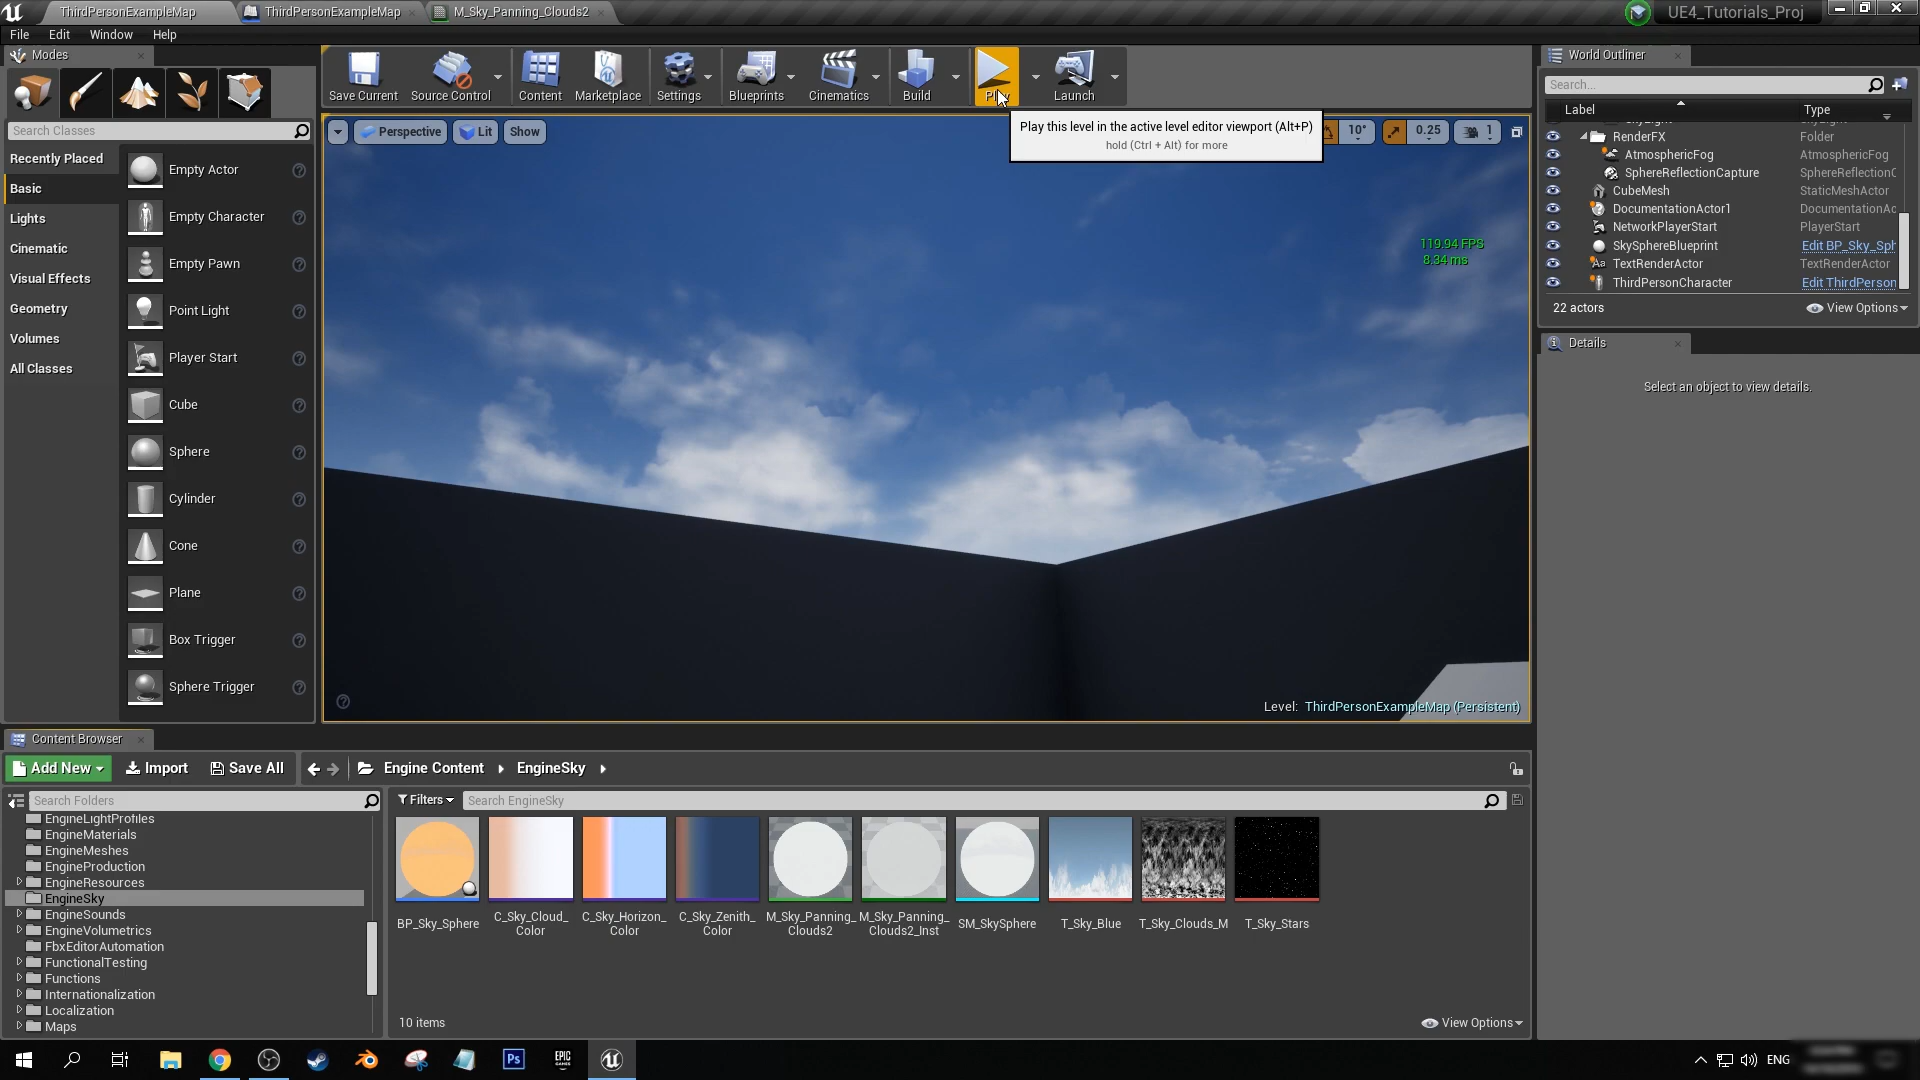 ThirdPersonExampleMap
ThirdPersonExampleMap
M_Sky_Panning_Clouds2
UE4_Tutorials_Proj
File Edit Window Help
Modes
Search Classes
Recently Placed
Basic
Lights
Cinematic
Visual Effects
Geometry
Volumes
All Classes
Empty Actor
Empty Character
Empty Pawn
Point Light
Player Start
Cube
Sphere
Cylinder
Cone
Plane
Box Trigger
Sphere Trigger
Save Current
Source Control
Content
Marketplace
Settings
Blueprints
Cinematics
Build
Launch
Perspective
Lit
Show
Play this level in the active level editor viewport (Alt+P)
hold (Ctrl + Alt) for more
10°
0.25
1
119.94 FPS
8.34 ms
Level: ThirdPersonExampleMap (Persistent)
World Outliner
Search...
Label Type
RenderFX Folder
AtmosphericFog AtmosphericFog
SphereReflectionCapture SphereReflectionC
CubeMesh StaticMeshActor
DocumentationActor1 DocumentationAc
NetworkPlayerStart PlayerStart
SkySphereBlueprint Edit BP_Sky_Sph
TextRenderActor TextRenderActor
ThirdPersonCharacter Edit ThirdPerson
22 actors
View Options
Details
Select an object to view details.
Content Browser
Add New
Import
Save All
Engine Content
EngineSky
Search Folders
EngineLightProfiles
EngineMaterials
EngineMeshes
EngineProduction
EngineResources
EngineSky
EngineSounds
EngineVolumetrics
FbxEditorAutomation
FunctionalTesting
Functions
Internationalization
Localization
Maps
Filters
Search EngineSky
BP_Sky_Sphere
C_Sky_Cloud_
Color
C_Sky_Horizon_
Color
C_Sky_Zenith_
Color
M_Sky_Panning_
Clouds2
M_Sky_Panning_
Clouds2_Inst
SM_SkySphere
T_Sky_Blue
T_Sky_Clouds_M
T_Sky_Stars
10 items
View Options
Ps
EPIC
GAMES
ENG